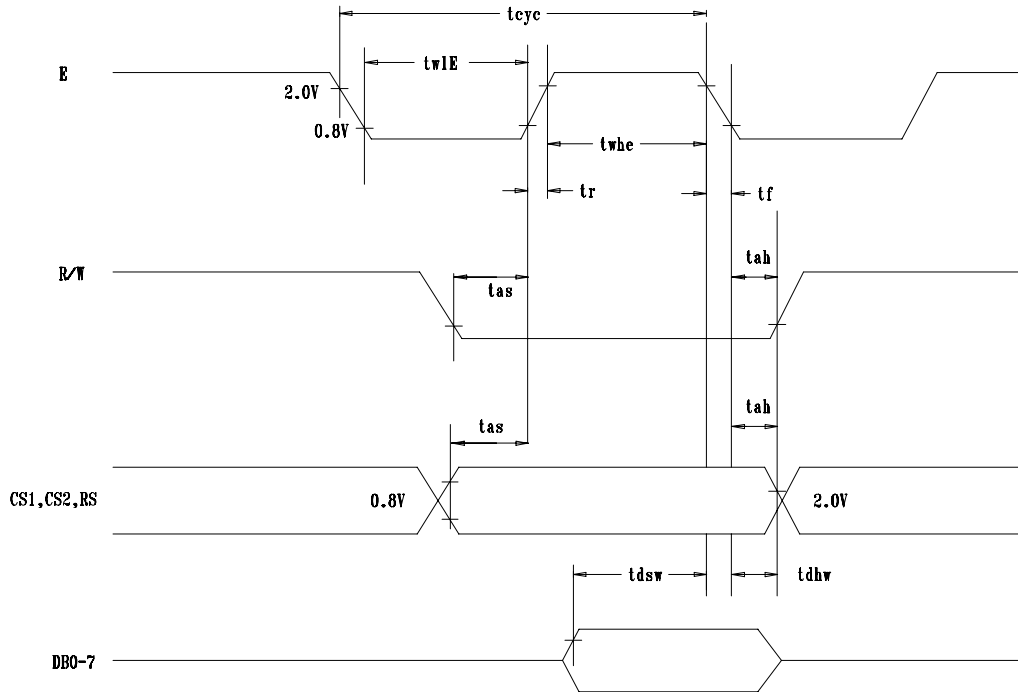 tcyc
twlE
E
2.0V
0.8V
twhe
tr
tf
R/W
tas
tah
tas
tah
CS1,CS2,RS
0.8V
2.0V
tdsw
tdhw
DB0-7